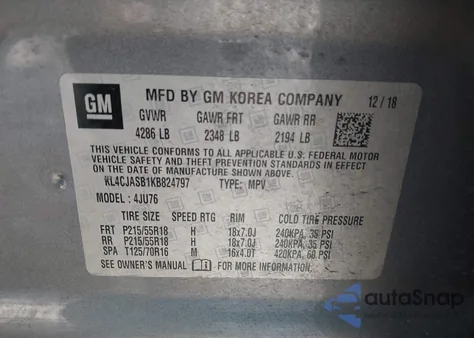 GM
MFD BY GM KOREA COMPANY 12/18
GVWR GAWR FRT GAWR RR
4286 LB 2348 LB 2194 LB
THIS VEHICLE CONFORMS TO ALL APPLICABLE U.S. FEDERAL MOTOR
VEHICLE SAFETY, BUMPER, AND THEFT PREVENTION STANDARDS IN EFFECT
ON THE DATE OF MANUFACTURE SHOWN ABOVE.
KL4CJASB1KB824797 TYPE: MPV
MODEL: 4JU76
TIRE SIZE SPEED RTG RIM COLD TIRE PRESSURE
FRT P215/55R18 H 18x7.0J 240KPA, 35 PSI
RR P215/55R18 H 18x7.0J 240KPA, 35 PSI
SPA T125/70R16 M 16x4.0T 420KPA, 60 PSI
SEE OWNER'S MANUAL FOR MORE INFORMATION.
autoSnap